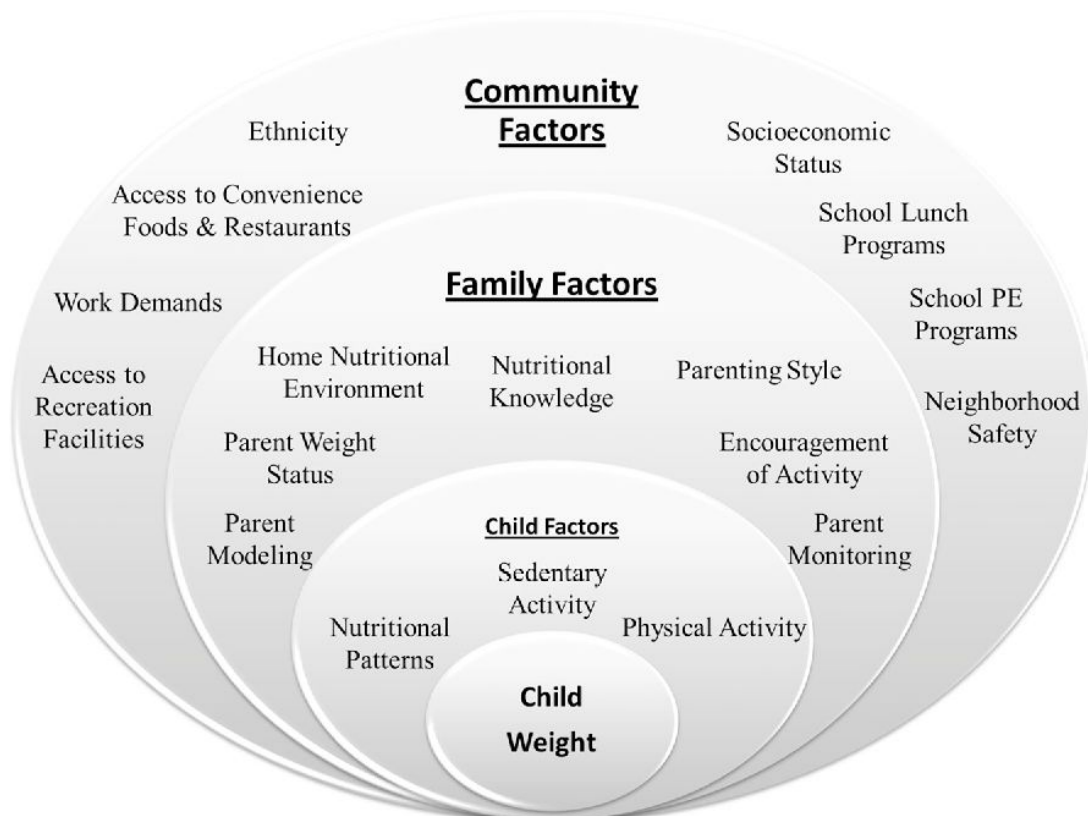 Community
Factors
Ethnicity
Socioeconomic
Status
Access to Convenience
Foods & Restaurants
School Lunch
Programs
Work Demands
School PE
Programs
Access to
Recreation
Facilities
Neighborhood
Safety
Family Factors
Home Nutritional
Environment
Nutritional
Knowledge
Parenting Style
Parent Weight
Status
Encouragement
of Activity
Parent
Modeling
Parent
Monitoring
Child Factors
Sedentary
Activity
Nutritional
Patterns
Physical Activity
Child
Weight